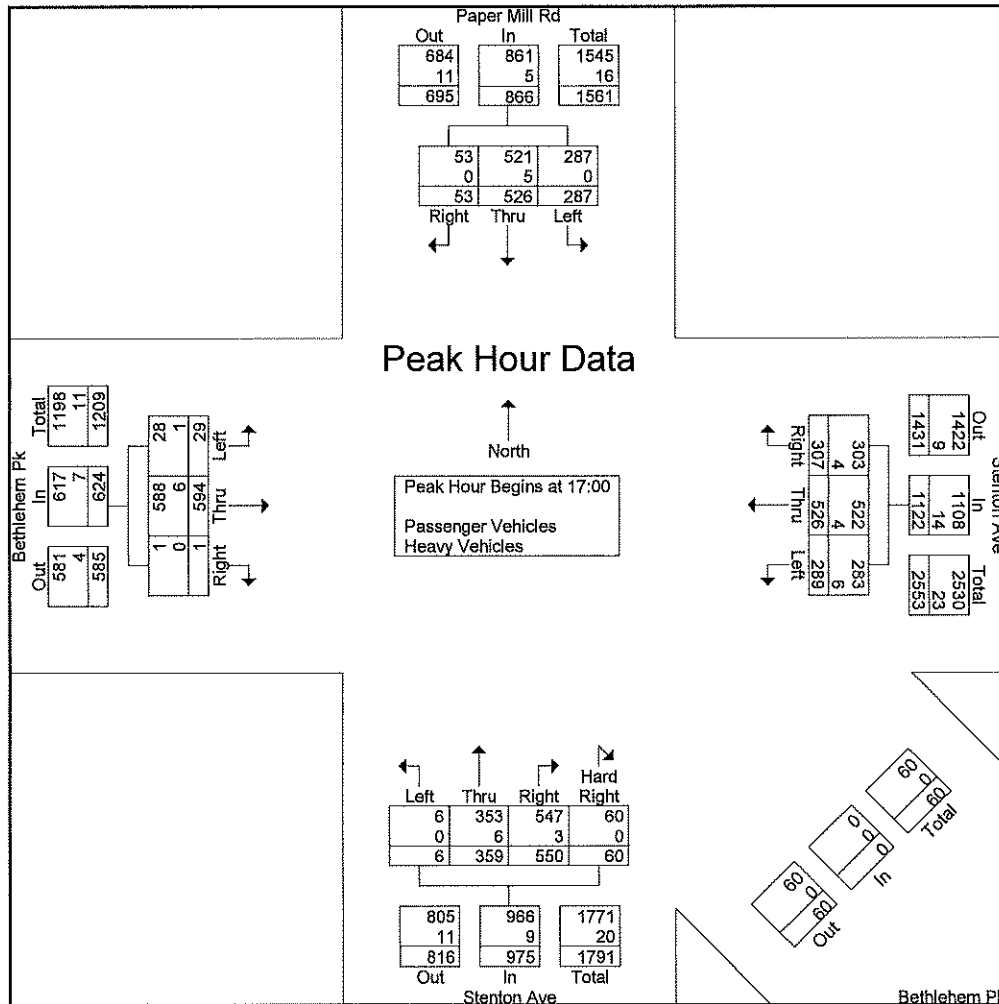 Paper Mill Rd
Out In Total
684 861 1545
11 5 16
695 866 1561
53 521 287
0 5 0
53 526 287
Right Thru Left
Peak Hour Data
North
Peak Hour Begins at 17:00
Passenger Vehicles
Heavy Vehicles
Bethlehem Pk
Total
1198
11
1209
In
617
7
624
Out
581
4
585
28 588 1
1 6 0
29 594 1
Left Thru Right
Right Thru Left
303 522 283
4 4 6
307 526 289
Stenton Ave
Out In Total
1422 1108 2530
9 14 23
1431 1122 2553
Left Thru Right Hard Right
6 353 547 60
0 6 3 0
6 359 550 60
805 966 1771
11 9 20
816 975 1791
Out In Total
Stenton Ave
60 0 60
0 0 0
60 0 60
Out In Total
Bethlehem